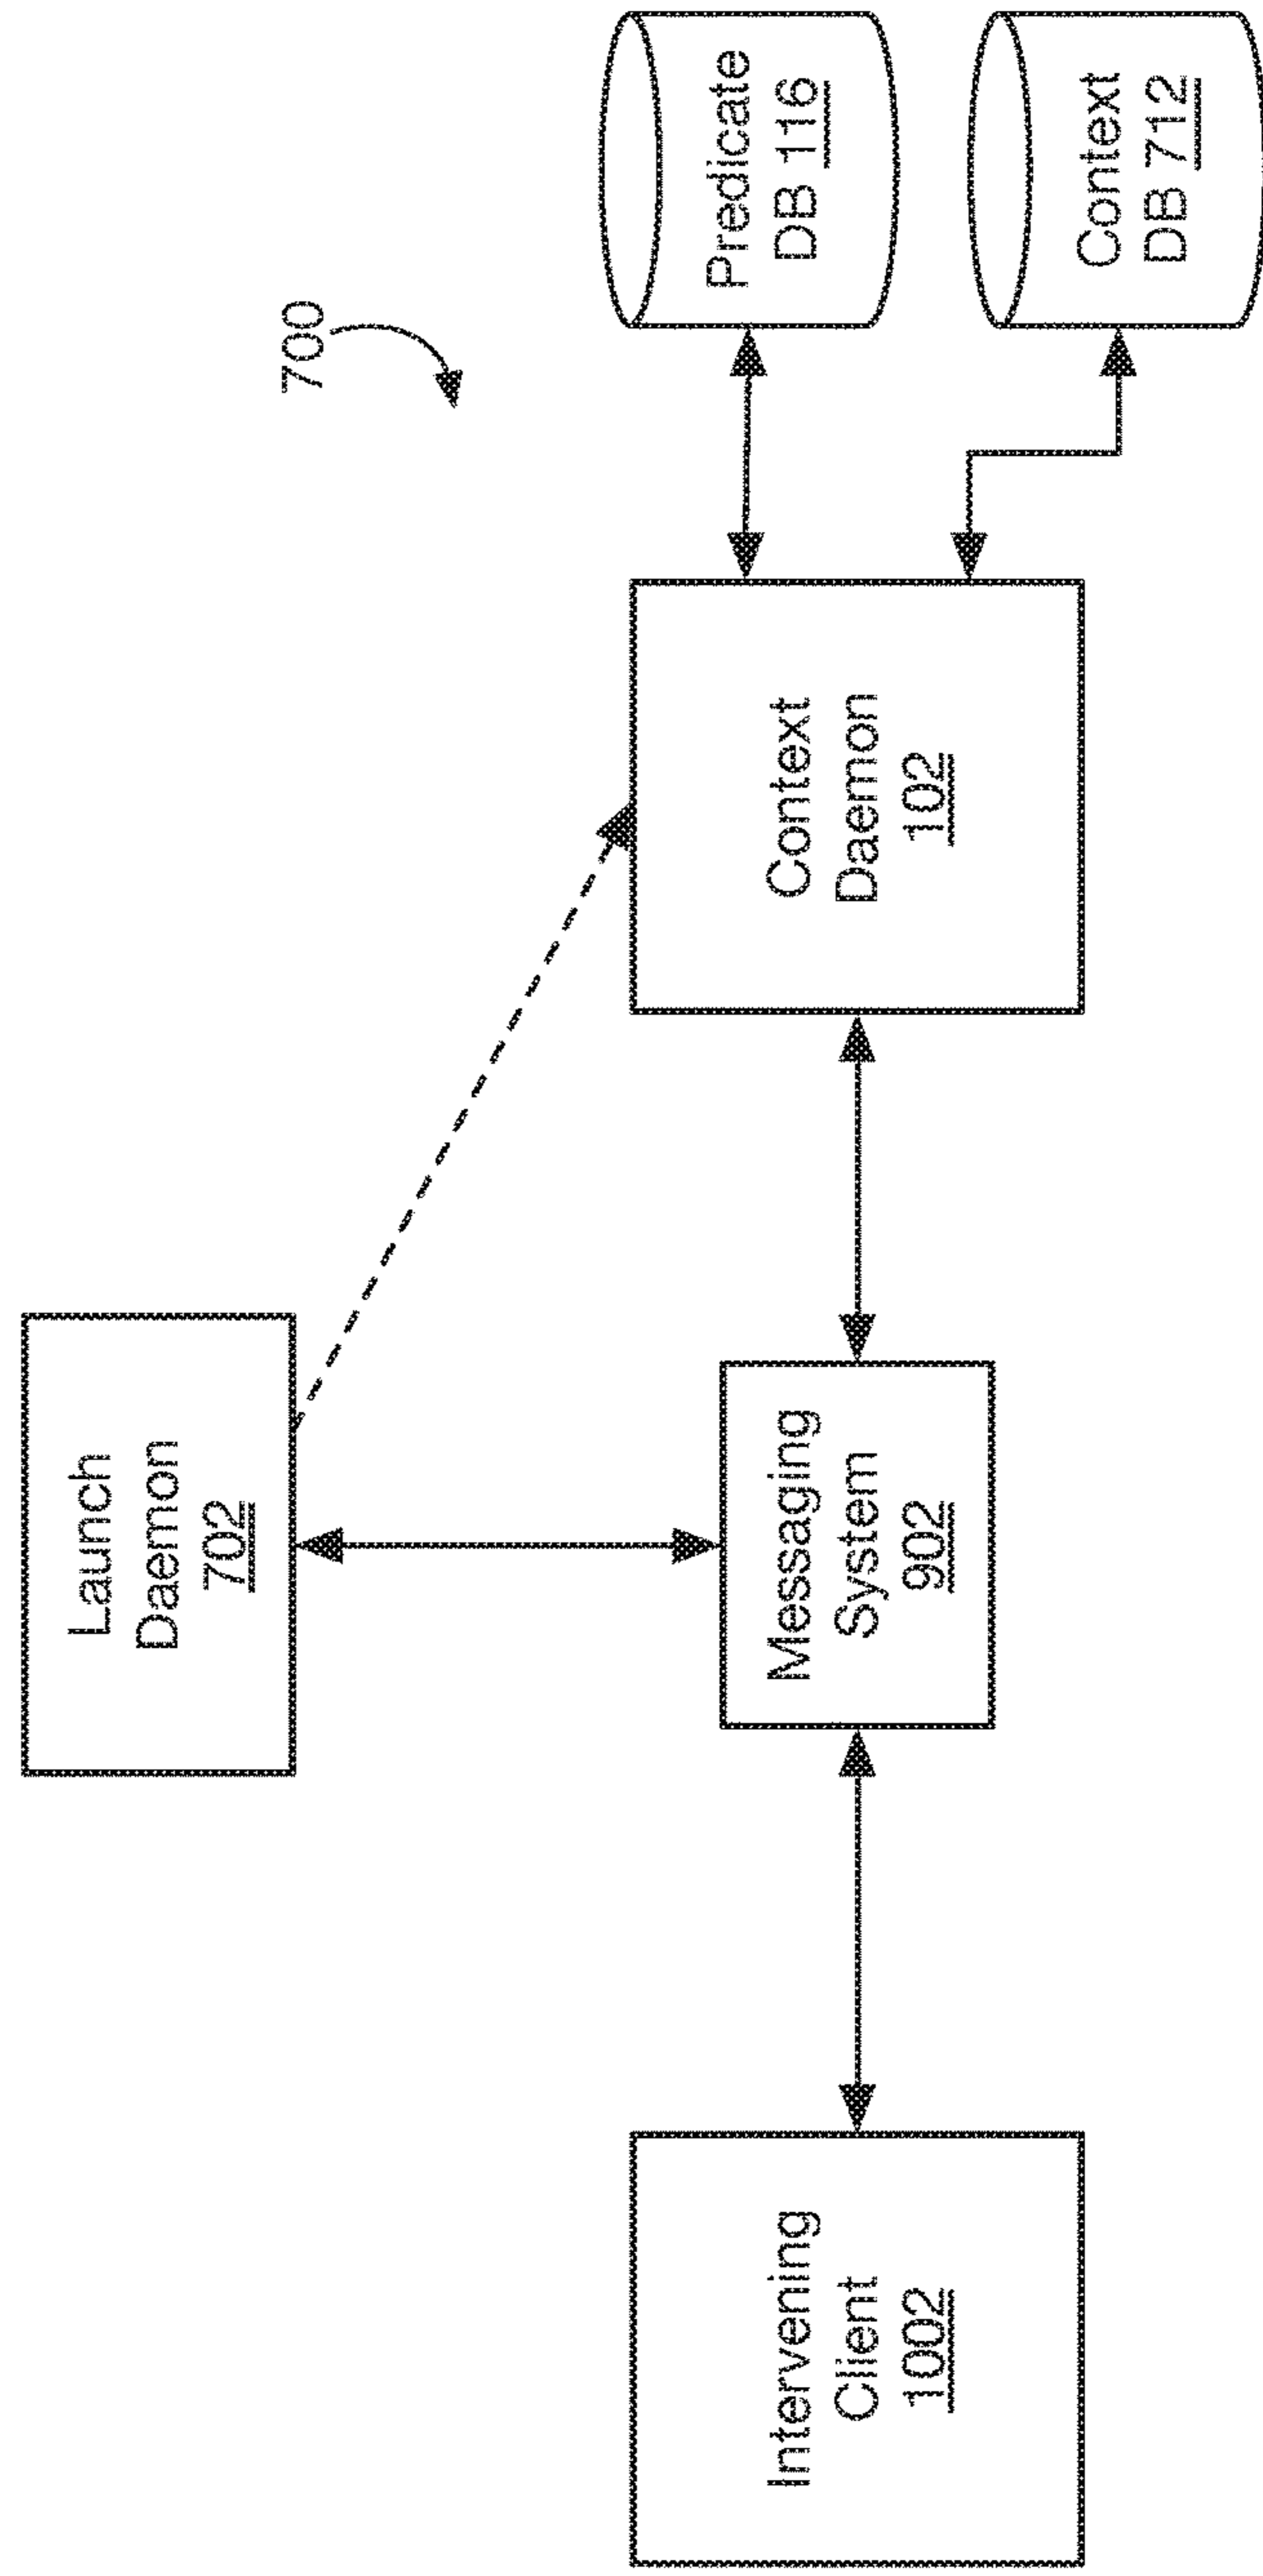 700
Launch
Daemon
702
Intervening
Client
1002
Messaging
System
902
Context
Daemon
102
Predicate
DB 116
Context
DB 712